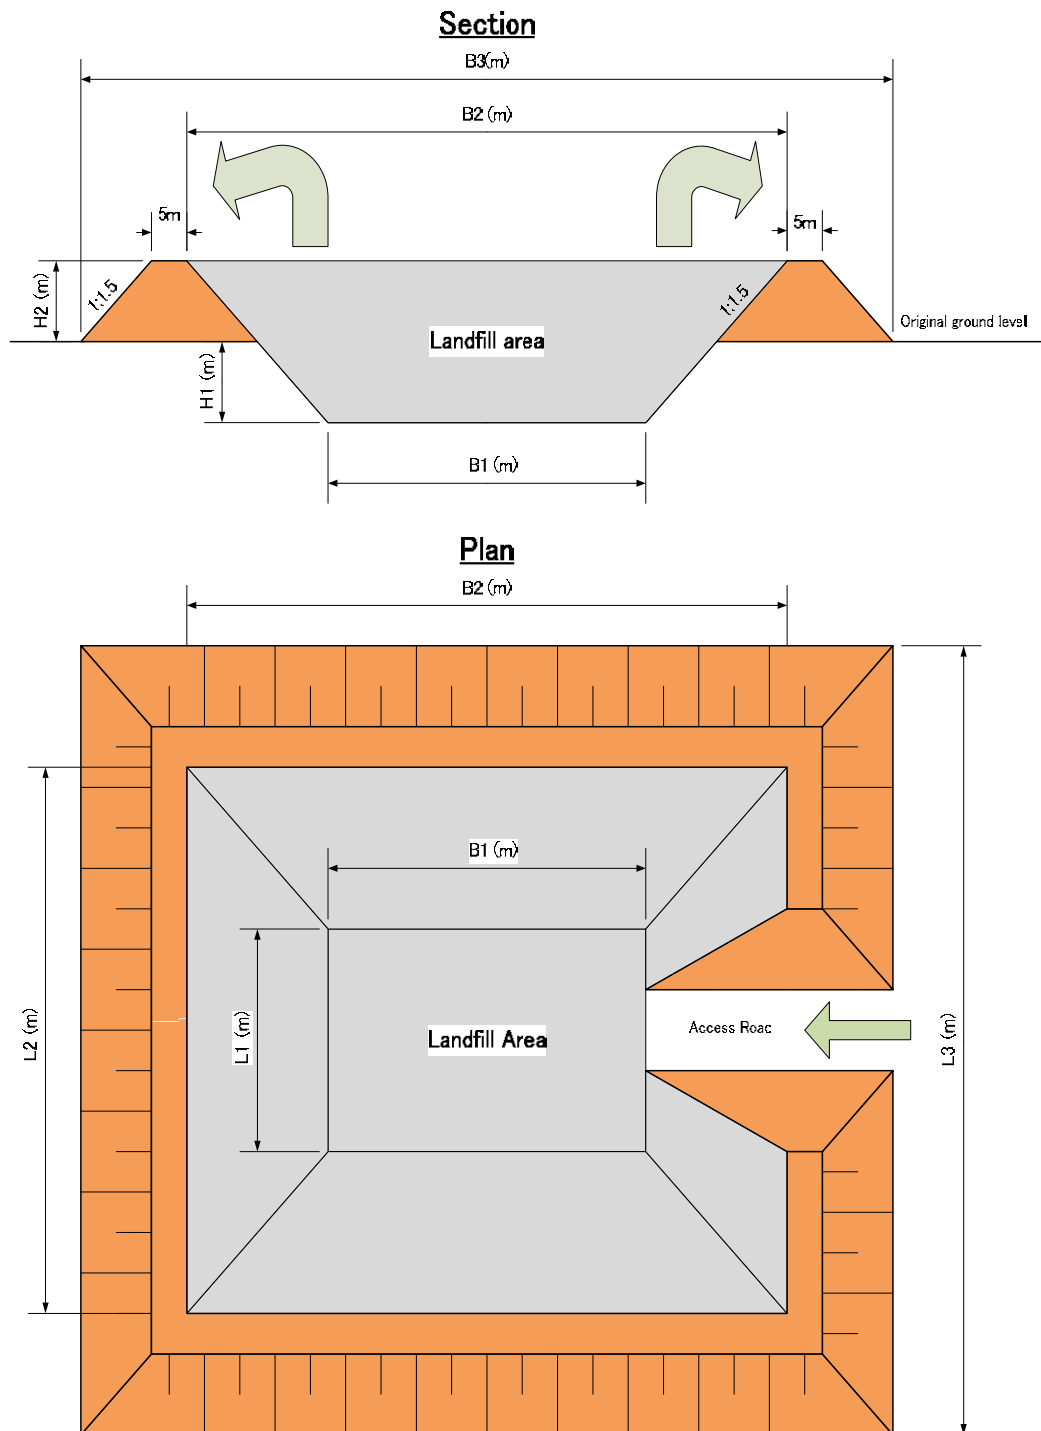 Section
B3(m)
B2 (m)
5m
5m
H2 (m)
1:1.5
1:1.5
Original ground level
Landfill area
H1 (m)
B1 (m)
Plan
B2 (m)
B1 (m)
L2 (m)
L1 (m)
Landfill Area
Access Roac
L3 (m)